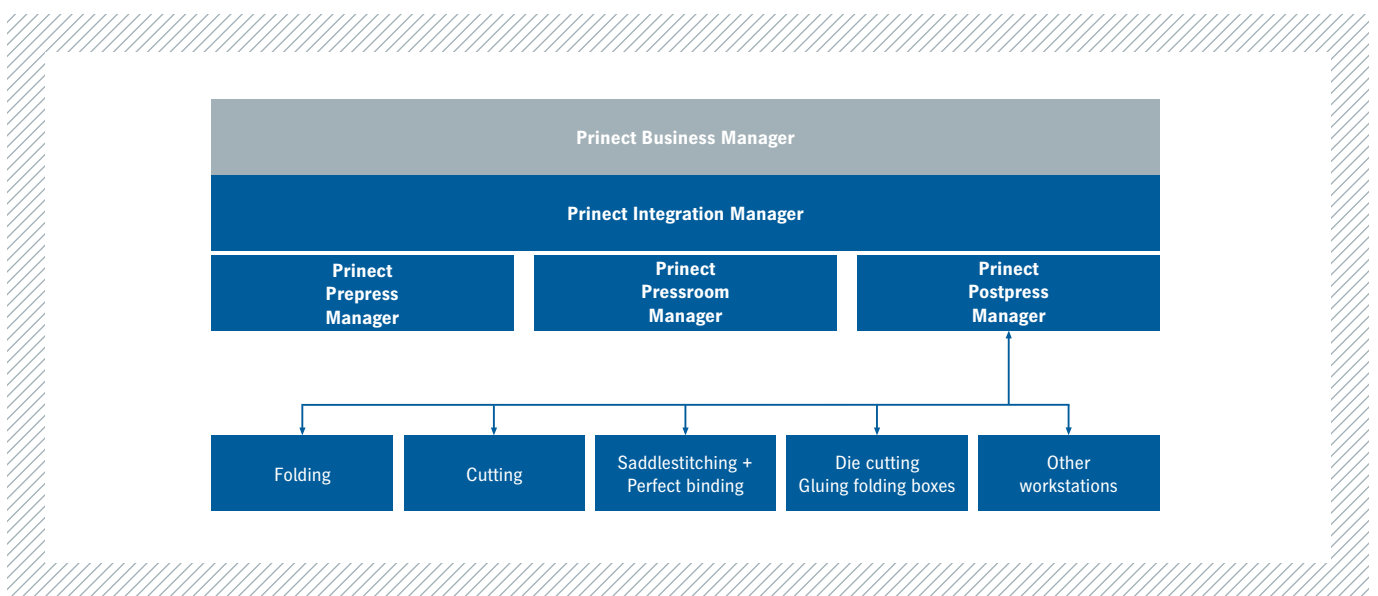 Prinect Business Manager
Prinect Integration Manager
Prinect
Prepress
Manager
Prinect
Pressroom
Manager
Prinect
Postpress
Manager
Folding
Cutting
Saddlestitching +
Perfect binding
Die cutting
Gluing folding boxes
Other
workstations